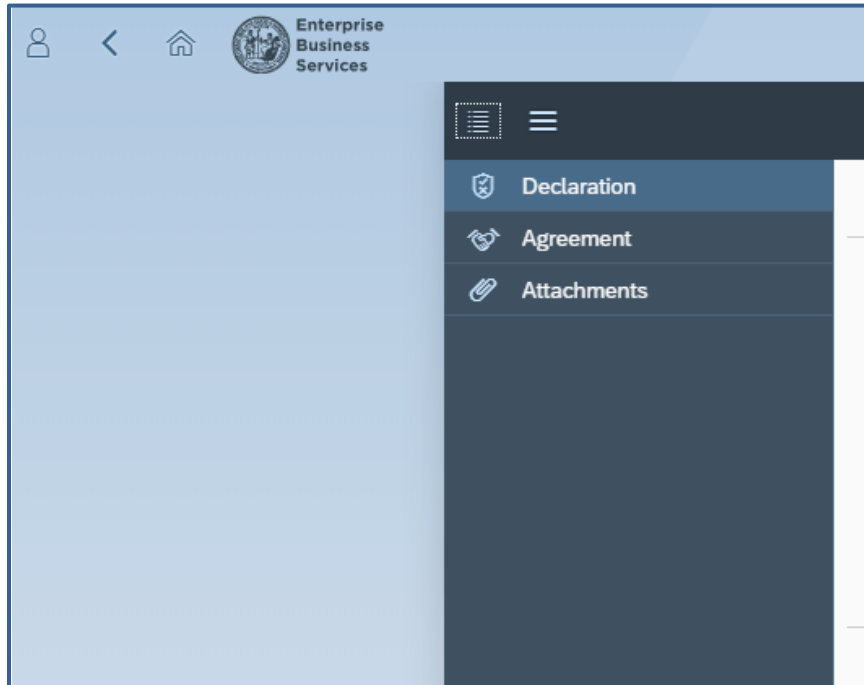 Enterprise
Business
Services
Declaration
Agreement
Attachments